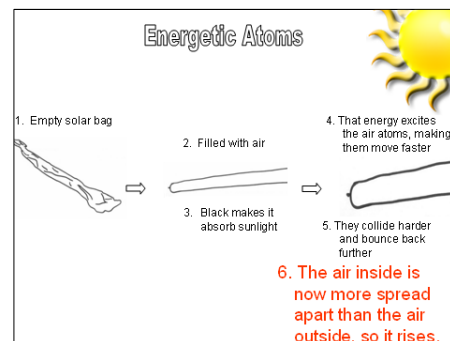 Energetic Atoms
1. Empty solar bag
2. Filled with air
3. Black makes it
absorb sunlight
4. That energy excites
the air atoms, making
them move faster
5. They collide harder
and bounce back
further
6. The air inside is
now more spread
apart than the air
outside, so it rises.